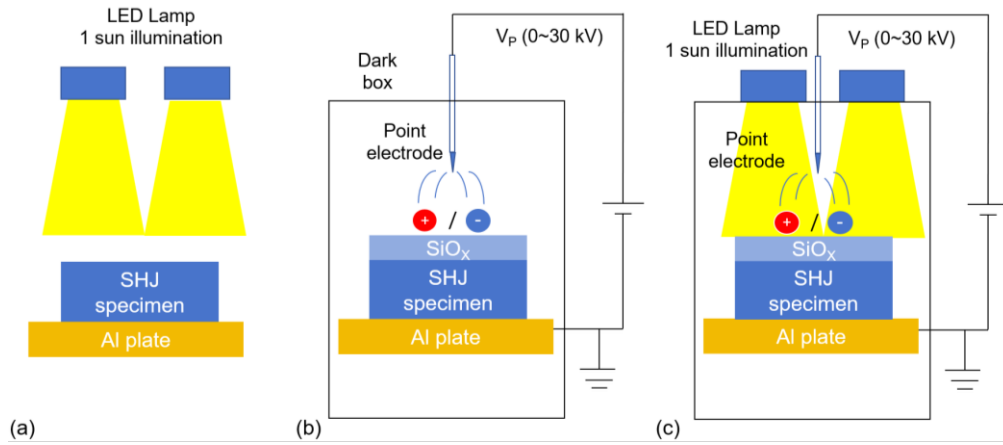 LED Lamp
1 sun illumination
SHJ
specimen
Al plate
(a)
V_P (0~30 kV)
Dark
box
Point
electrode
+ / -
SiO_X
SHJ
specimen
Al plate
(b)
LED Lamp
1 sun illumination
V_P (0~30 kV)
Point
electrode
+ / -
SiO_X
SHJ
specimen
Al plate
(c)